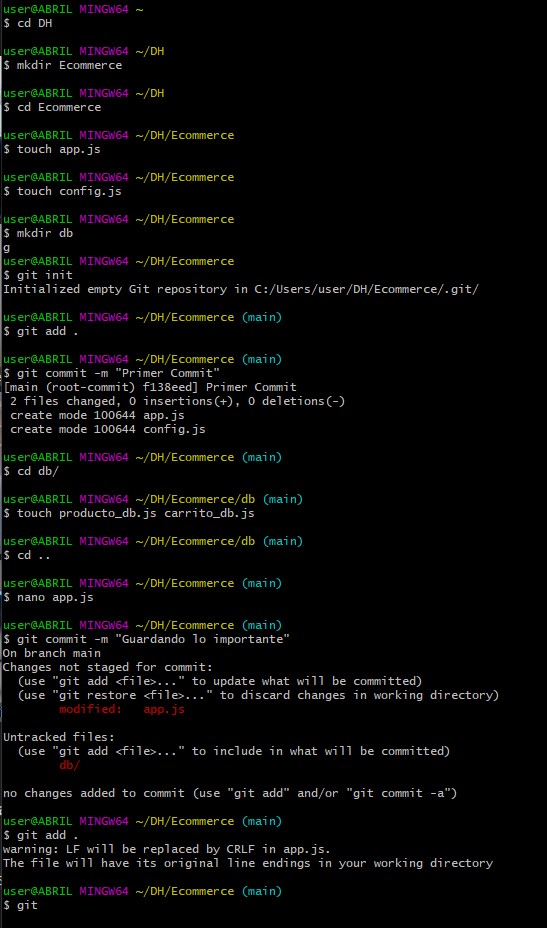 user@ABRIL MINGW64 ~
$ cd DH
user@ABRIL MINGW64 ~/DH
$ mkdir Ecommerce
user@ABRIL MINGW64 ~/DH
$ cd Ecommerce
user@ABRIL MINGW64 ~/DH/Ecommerce
$ touch app.js
user@ABRIL MINGW64 ~/DH/Ecommerce
$ touch config.js
user@ABRIL MINGW64 ~/DH/Ecommerce
$ mkdir db
g
user@ABRIL MINGW64 ~/DH/Ecommerce
$ git init
Initialized empty Git repository in C:/Users/user/DH/Ecommerce/.git/
user@ABRIL MINGW64 ~/DH/Ecommerce (main)
$ git add .
user@ABRIL MINGW64 ~/DH/Ecommerce (main)
$ git commit -m "Primer Commit"
[main (root-commit) f138eed] Primer Commit
 2 files changed, 0 insertions(+), 0 deletions(-)
 create mode 100644 app.js
 create mode 100644 config.js
user@ABRIL MINGW64 ~/DH/Ecommerce (main)
$ cd db/
user@ABRIL MINGW64 ~/DH/Ecommerce/db (main)
$ touch producto_db.js carrito_db.js
user@ABRIL MINGW64 ~/DH/Ecommerce/db (main)
$ cd ..
user@ABRIL MINGW64 ~/DH/Ecommerce (main)
$ nano app.js
user@ABRIL MINGW64 ~/DH/Ecommerce (main)
$ git commit -m "Guardando lo importante"
On branch main
Changes not staged for commit:
  (use "git add <file>..." to update what will be committed)
  (use "git restore <file>..." to discard changes in working directory)
        modified:   app.js
Untracked files:
  (use "git add <file>..." to include in what will be committed)
        db/
no changes added to commit (use "git add" and/or "git commit -a")
user@ABRIL MINGW64 ~/DH/Ecommerce (main)
$ git add .
warning: LF will be replaced by CRLF in app.js.
The file will have its original line endings in your working directory
user@ABRIL MINGW64 ~/DH/Ecommerce (main)
$ git